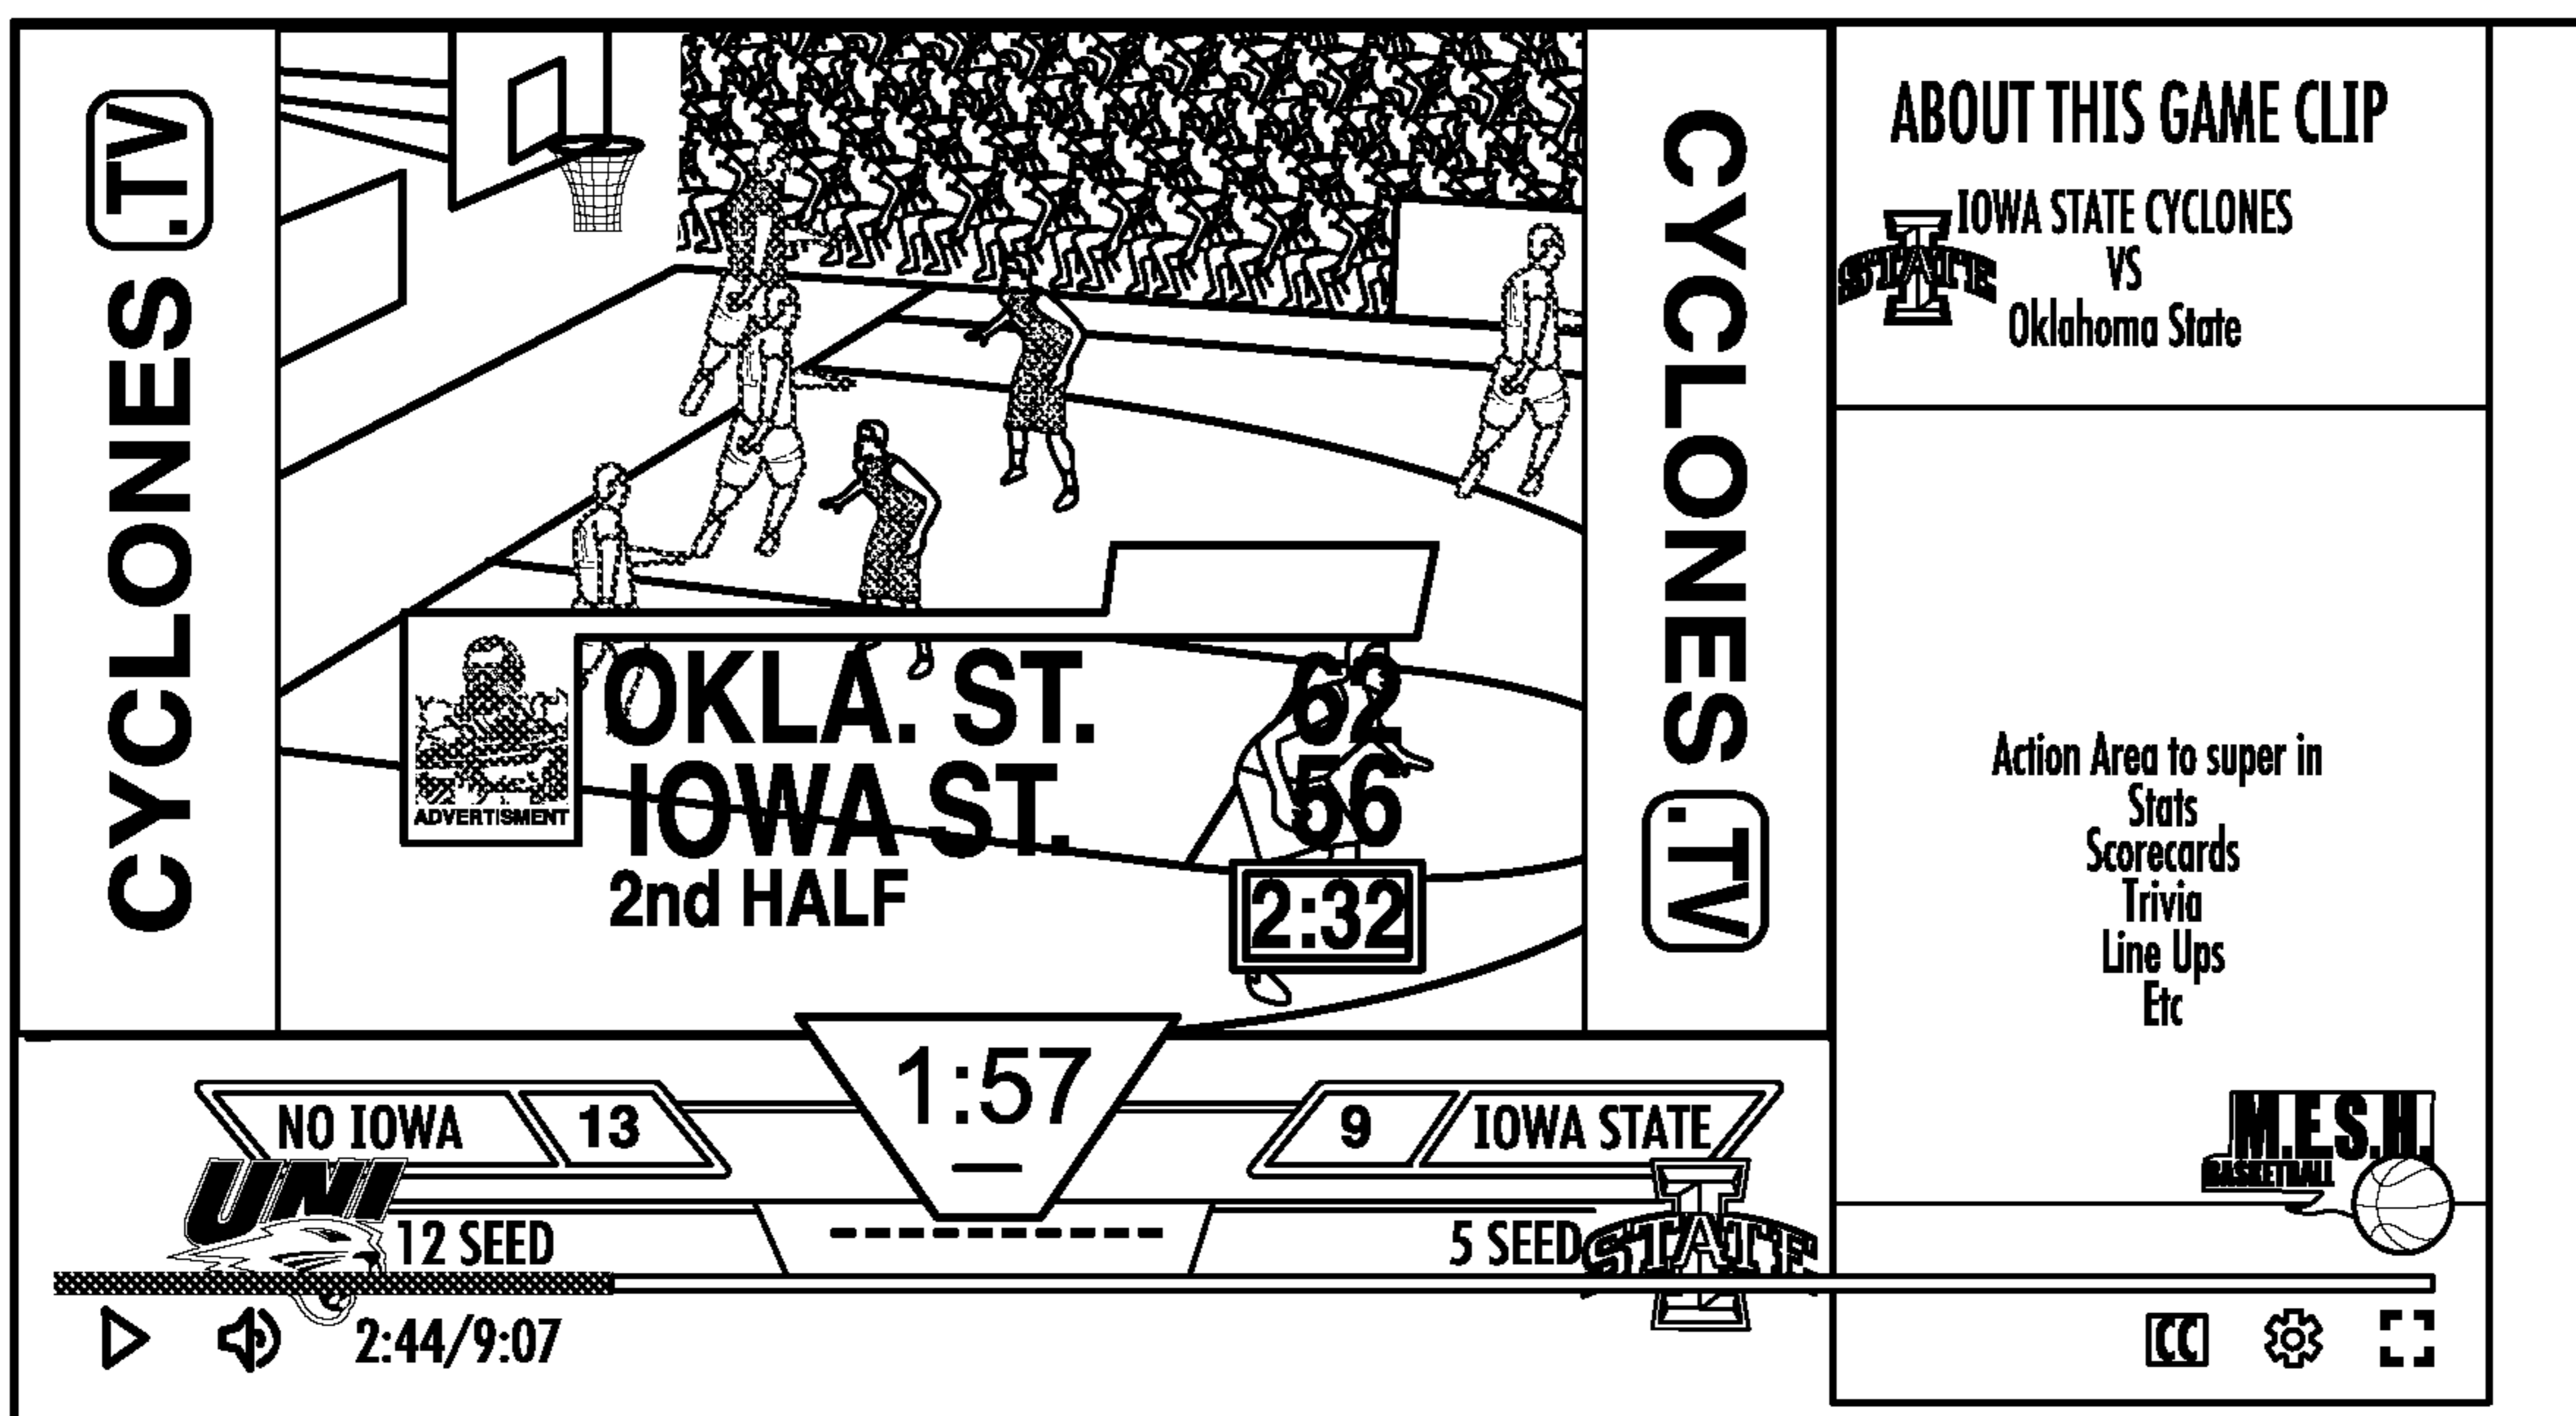 CYCLONES .TV
OKLA. ST. 62
IOWA ST. 56
2nd HALF 2:32
ADVERTISMENT
CYCLONES .TV
ABOUT THIS GAME CLIP
IOWA STATE CYCLONES
VS
Oklahoma State
I STATE
Action Area to super in
Stats
Scorecards
Trivia
Line Ups
Etc
M.E.S.H.
BASKETBALL
1:57
NO IOWA 13
9 IOWA STATE
UNI
12 SEED
5 SEED
I STATE
2:44/9:07
CC